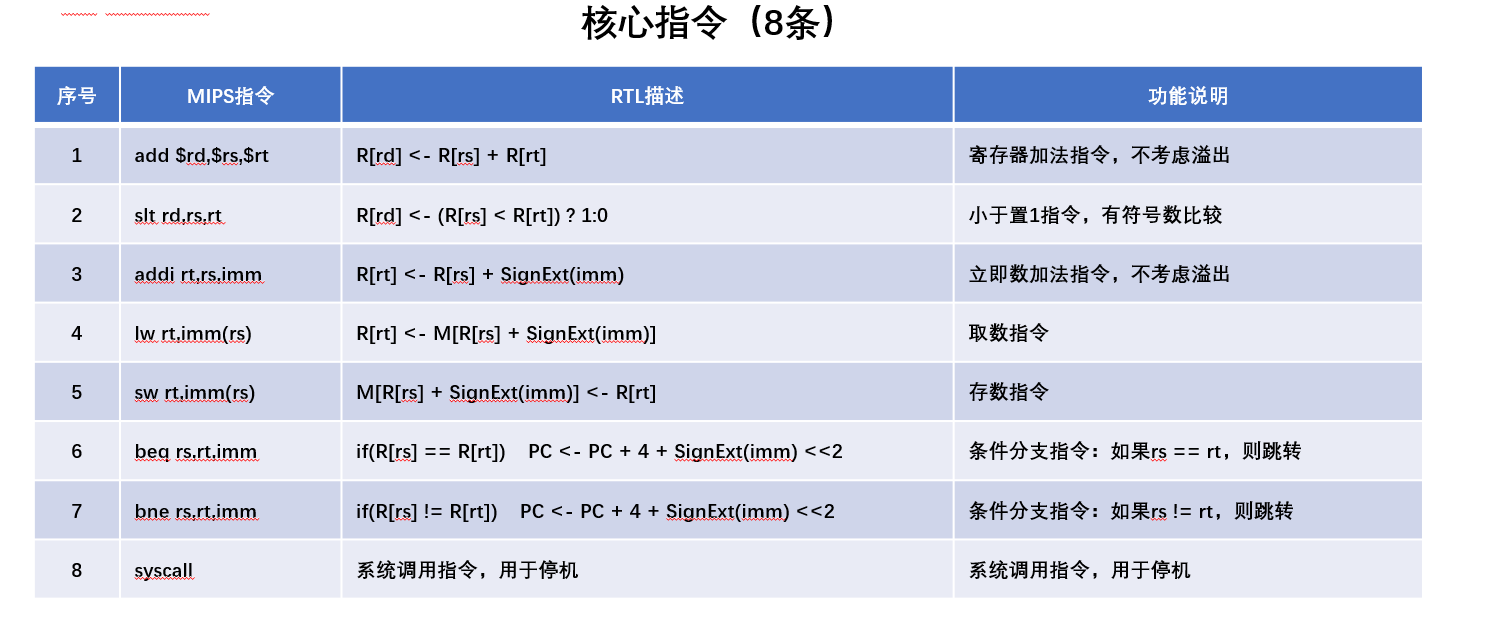 核心指令（8条）
序号 MIPS指令 RTL描述 功能说明
1 add $rd,$rs,$rt R[rd] <- R[rs] + R[rt] 寄存器加法指令，不考虑溢出
2 slt rd,rs,rt R[rd] <- (R[rs] < R[rt]) ? 1:0 小于置1指令，有符号数比较
3 addi rt,rs,imm R[rt] <- R[rs] + SignExt(imm) 立即数加法指令，不考虑溢出
4 lw rt,imm(rs) R[rt] <- M[R[rs] + SignExt(imm)] 取数指令
5 sw rt,imm(rs) M[R[rs] + SignExt(imm)] <- R[rt] 存数指令
6 beq rs,rt,imm if(R[rs] == R[rt]) PC <- PC + 4 + SignExt(imm) <<2 条件分支指令：如果rs == rt，则跳转
7 bne rs,rt,imm if(R[rs] != R[rt]) PC <- PC + 4 + SignExt(imm) <<2 条件分支指令：如果rs != rt，则跳转
8 syscall 系统调用指令，用于停机 系统调用指令，用于停机